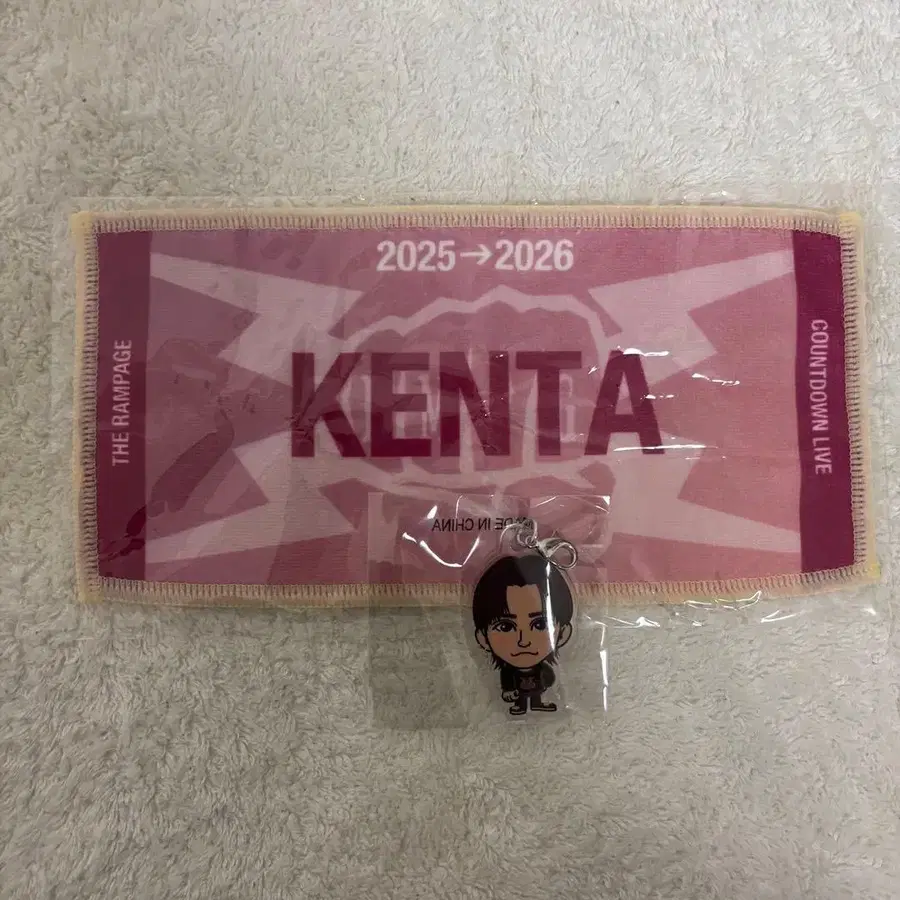 2025→2026
THE RAMPAGE
KENTA
COUNTDOWN LIVE
MADE IN CHINA